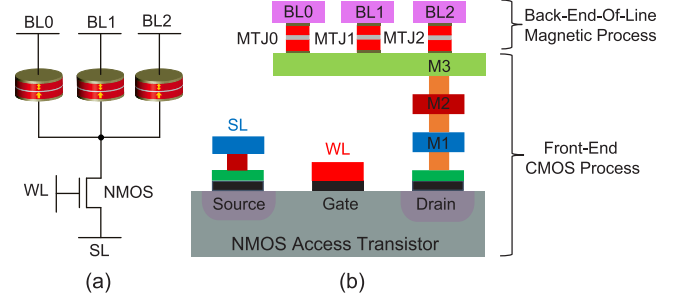 BL0 BL1 BL2
WL
NMOS
SL
(a)
BL0 BL1 BL2
MTJ0 MTJ1 MTJ2
M3
M2
M1
SL
WL
Source Gate Drain
NMOS Access Transistor
(b)
Back-End-Of-Line
Magnetic Process
Front-End
CMOS Process